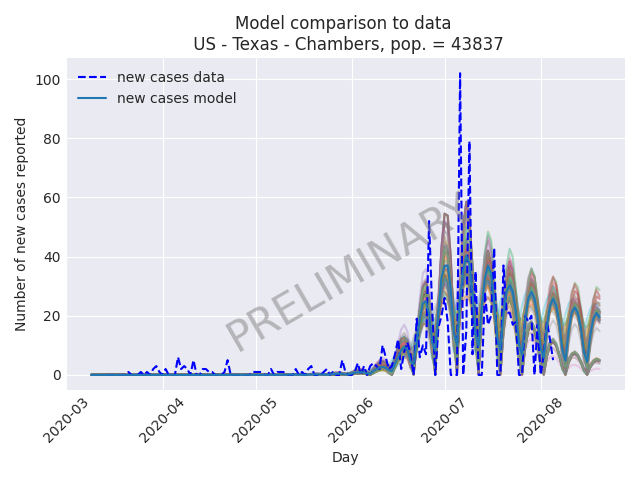 Model comparison to data
US - Texas - Chambers, pop. = 43837
new cases data
new cases model
PRELIMINARY
Number of new cases reported
100
80
60
40
20
0
2020-03
2020-04
2020-05
2020-06
2020-07
2020-08
Day